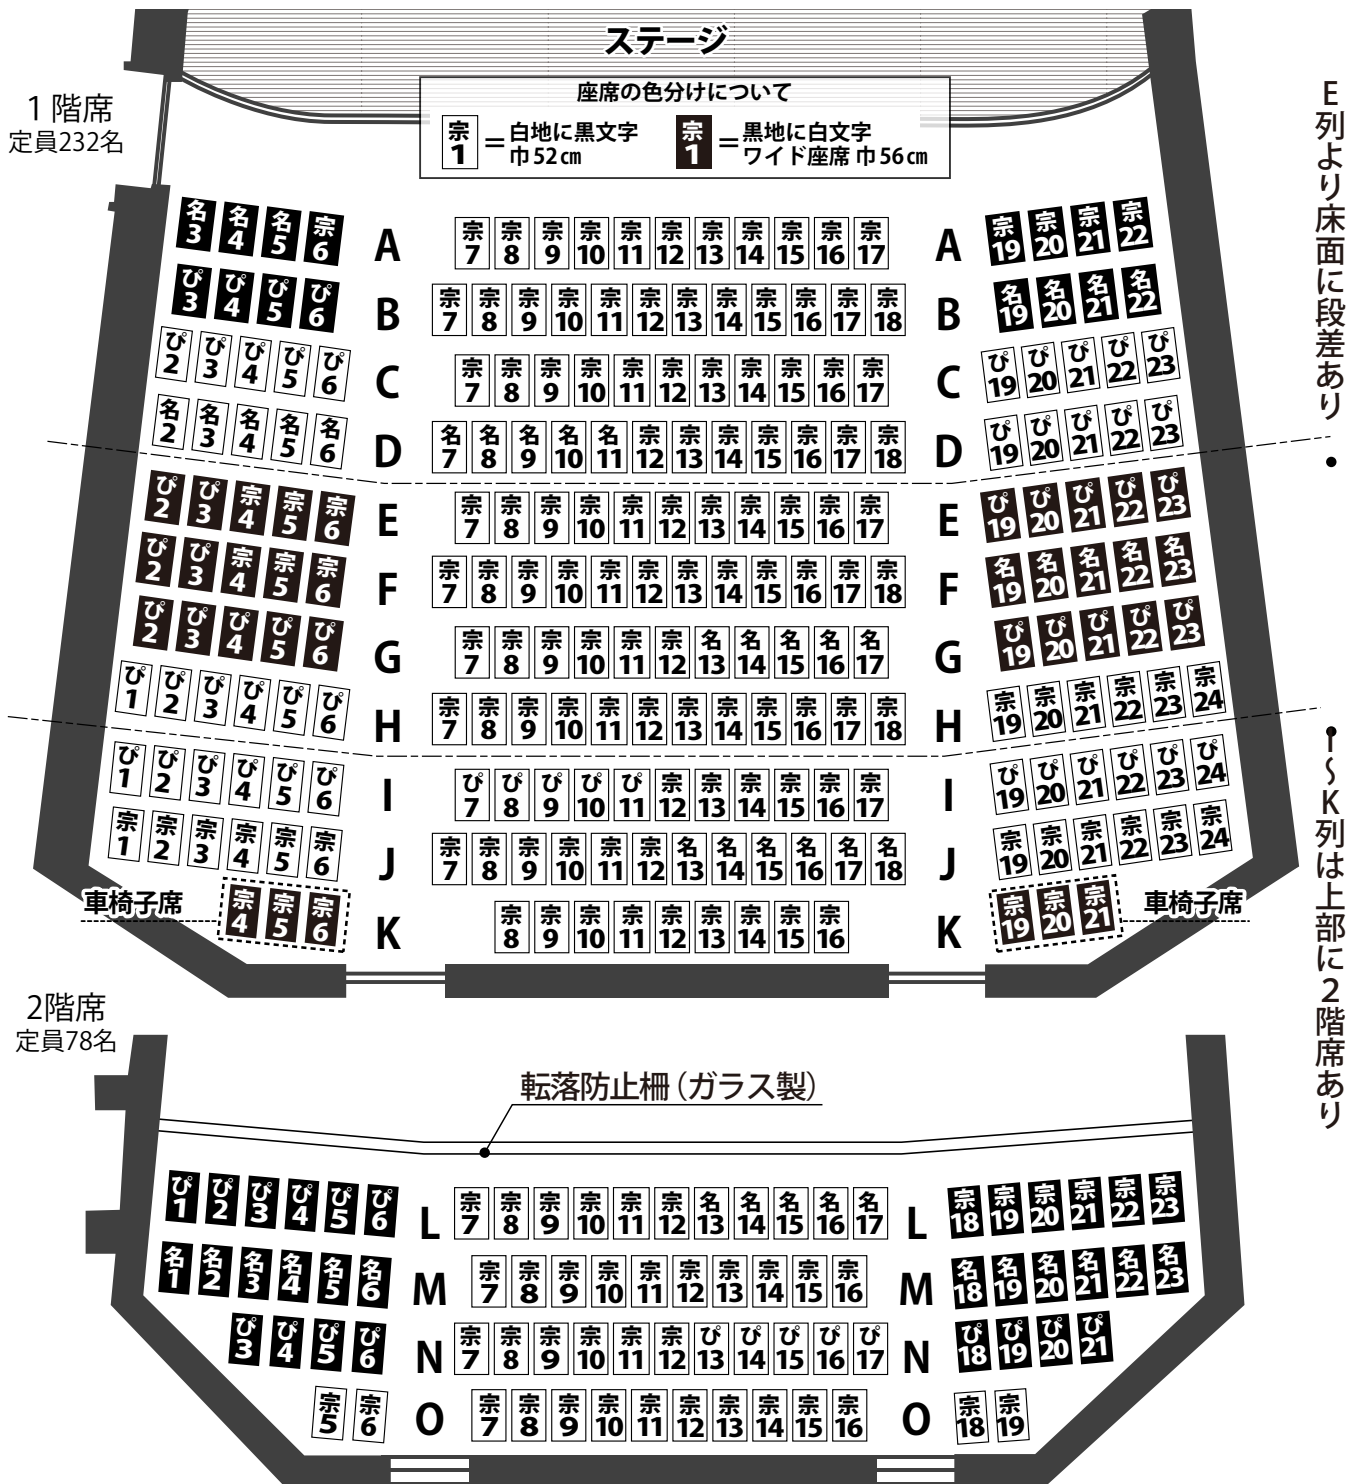 ステージ
座席の色分けについて
宗1 ＝白地に黒文字 巾52㎝
宗1 ＝黒地に白文字 ワイド座席 巾56㎝
1階席
定員232名
E列より床面に段差あり
名3 名4 名5 宗6 A 宗7 宗8 宗9 宗10 宗11 宗12 宗13 宗14 宗15 宗16 宗17 A 宗19 宗20 宗21 宗22
ぴ3 ぴ4 ぴ5 ぴ6 B 宗7 宗8 宗9 宗10 宗11 宗12 宗13 宗14 宗15 宗16 宗17 宗18 B 名19 名20 名21 名22
ぴ2 ぴ3 ぴ4 ぴ5 ぴ6 C 宗7 宗8 宗9 宗10 宗11 宗12 宗13 宗14 宗15 宗16 宗17 C ぴ19 ぴ20 ぴ21 ぴ22 ぴ23
名2 名3 名4 名5 名6 D 名7 名8 名9 名10 名11 宗12 宗13 宗14 宗15 宗16 宗17 宗18 D ぴ19 ぴ20 ぴ21 ぴ22 ぴ23
ぴ2 ぴ3 宗4 宗5 宗6 E 宗7 宗8 宗9 宗10 宗11 宗12 宗13 宗14 宗15 宗16 宗17 E ぴ19 ぴ20 ぴ21 ぴ22 ぴ23
ぴ2 ぴ3 宗4 宗5 宗6 F 宗7 宗8 宗9 宗10 宗11 宗12 宗13 宗14 宗15 宗16 宗17 宗18 F 名19 名20 名21 名22 名23
ぴ2 ぴ3 ぴ4 ぴ5 ぴ6 G 宗7 宗8 宗9 宗10 宗11 宗12 名13 名14 名15 名16 名17 G ぴ19 ぴ20 ぴ21 ぴ22 ぴ23
ぴ1 ぴ2 ぴ3 ぴ4 ぴ5 ぴ6 H 宗7 宗8 宗9 宗10 宗11 宗12 宗13 宗14 宗15 宗16 宗17 宗18 H 宗19 宗20 宗21 宗22 宗23 宗24
I〜K列は上部に2階席あり
ぴ1 ぴ2 ぴ3 ぴ4 ぴ5 ぴ6 I ぴ7 ぴ8 ぴ9 ぴ10 ぴ11 宗12 宗13 宗14 宗15 宗16 宗17 I ぴ19 ぴ20 ぴ21 ぴ22 ぴ23 ぴ24
宗1 宗2 宗3 宗4 宗5 宗6 J 宗7 宗8 宗9 宗10 宗11 宗12 名13 名14 名15 名16 名17 名18 J 宗19 宗20 宗21 宗22 宗23 宗24
車椅子席 宗4 宗5 宗6 K 宗8 宗9 宗10 宗11 宗12 宗13 宗14 宗15 宗16 K 宗19 宗20 宗21 車椅子席
2階席
定員78名
転落防止柵（ガラス製）
ぴ1 ぴ2 ぴ3 ぴ4 ぴ5 ぴ6 L 宗7 宗8 宗9 宗10 宗11 宗12 名13 名14 名15 名16 名17 L 宗18 宗19 宗20 宗21 宗22 宗23
名1 名2 名3 名4 名5 名6 M 宗7 宗8 宗9 宗10 宗11 宗12 宗13 宗14 宗15 宗16 M 名18 名19 名20 名21 名22 名23
ぴ3 ぴ4 ぴ5 ぴ6 N 宗7 宗8 宗9 宗10 宗11 宗12 ぴ13 ぴ14 ぴ15 ぴ16 ぴ17 N ぴ18 ぴ19 ぴ20 ぴ21
宗5 宗6 O 宗7 宗8 宗9 宗10 宗11 宗12 宗13 宗14 宗15 宗16 O 宗18 宗19